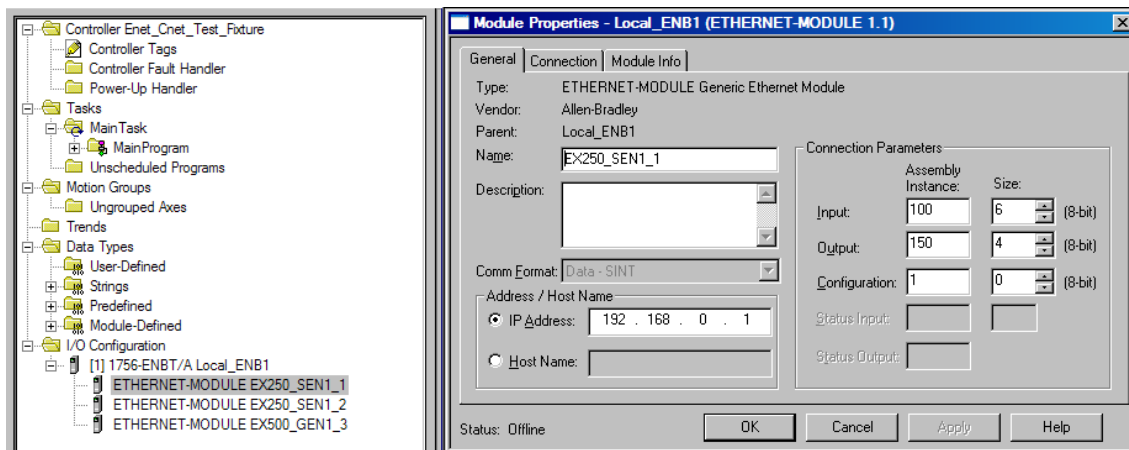 Controller Enet_Cnet_Test_Fixture
Controller Tags
Controller Fault Handler
Power-Up Handler
Tasks
MainTask
MainProgram
Unscheduled Programs
Motion Groups
Ungrouped Axes
Trends
Data Types
User-Defined
Strings
Predefined
Module-Defined
I/O Configuration
[1] 1756-ENBT/A Local_ENB1
ETHERNET-MODULE EX250_SEN1_1
ETHERNET-MODULE EX250_SEN1_2
ETHERNET-MODULE EX500_GEN1_3
Module Properties - Local_ENB1 (ETHERNET-MODULE 1.1)
General Connection Module Info
Type: ETHERNET-MODULE Generic Ethernet Module
Vendor: Allen-Bradley
Parent: Local_ENB1
Name: EX250_SEN1_1
Description:
Comm Format: Data - SINT
Address / Host Name
IP Address: 192 . 168 . 0 . 1
Host Name:
Connection Parameters
Assembly
Instance: Size:
Input: 100 6 (8-bit)
Output: 150 4 (8-bit)
Configuration: 1 0 (8-bit)
Status Input:
Status Output:
Status: Offline
OK Cancel Apply Help